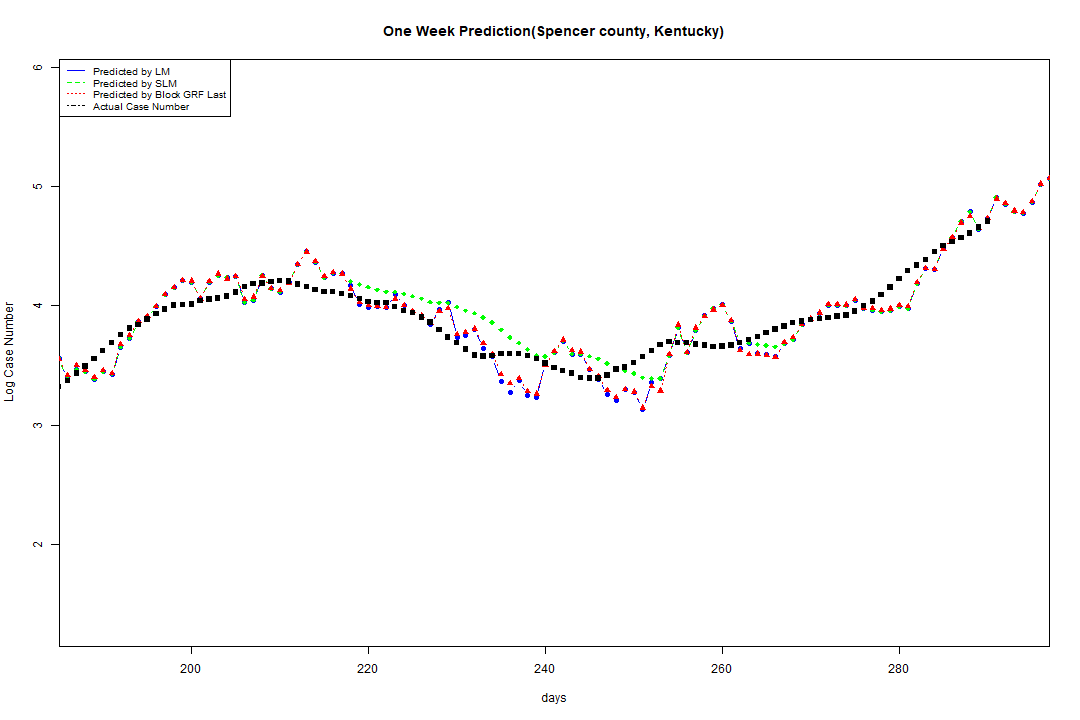 One Week Prediction(Spencer county, Kentucky)
Predicted by LM
Predicted by SLM
Predicted by Block GRF Last
Actual Case Number
6
5
4
3
2
Log Case Number
200
220
240
260
280
days